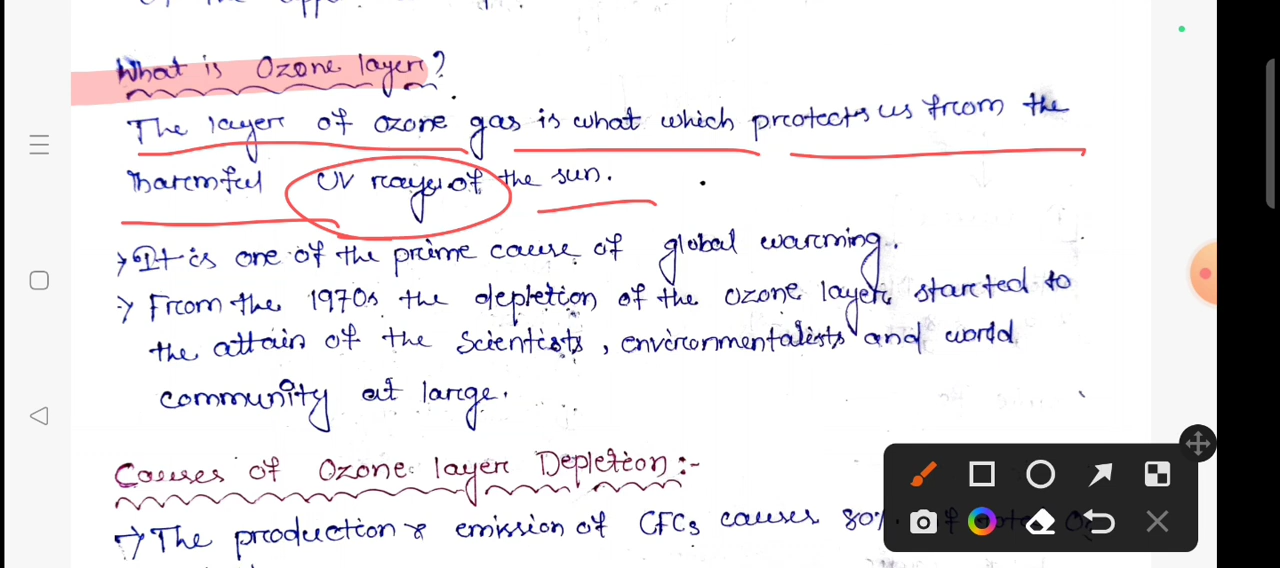 What is Ozone layer?
The layer of ozone gas is what which protects us from the
harmful UV rays of the sun.
→ It is one of the prime cause of global warming.
→ From the 1970s the depletion of the ozone layer started to
the attain of the scientists, environmentalists and world
community at large.
Causes of Ozone layer Depletion :-
→ The production & emission of CFCs causes 80%